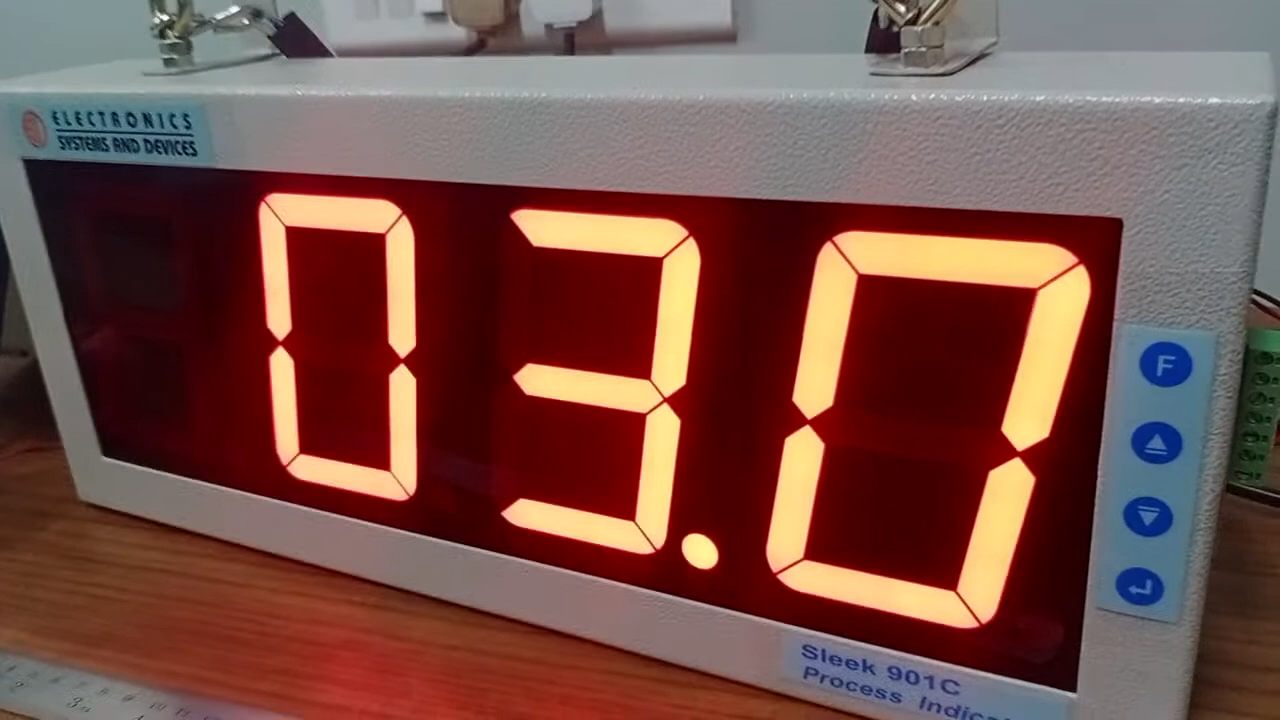 ELECTRONICS
SYSTEMS AND DEVICES
03.0
F
Sleek 901C
Process